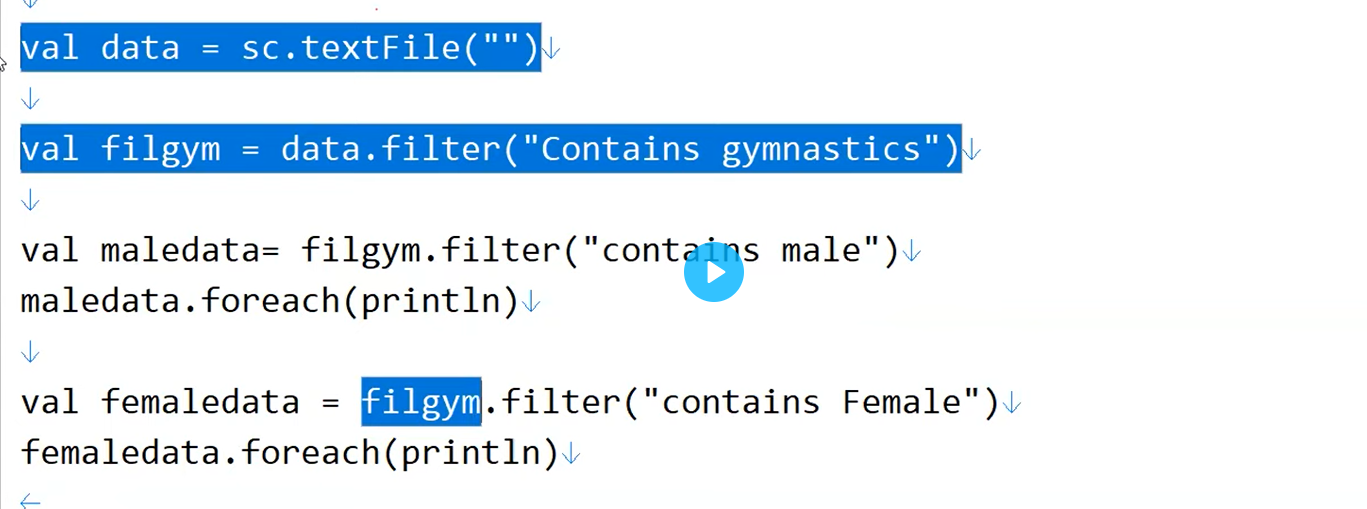 val data = sc.textFile("")↓
↓
val filgym = data.filter("Contains gymnastics")↓
↓
val maledata= filgym.filter("contains male")↓
maledata.foreach(println)↓
↓
val femaledata = filgym.filter("contains Female")↓
femaledata.foreach(println)↓
←